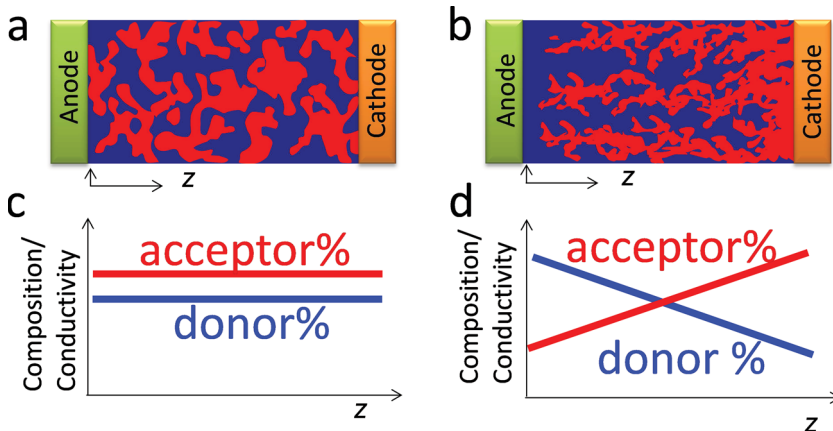 a
Anode
Cathode
z
b
Anode
Cathode
z
c
Composition/
Conductivity
acceptor%
donor%
z
d
Composition/
Conductivity
acceptor%
donor %
z